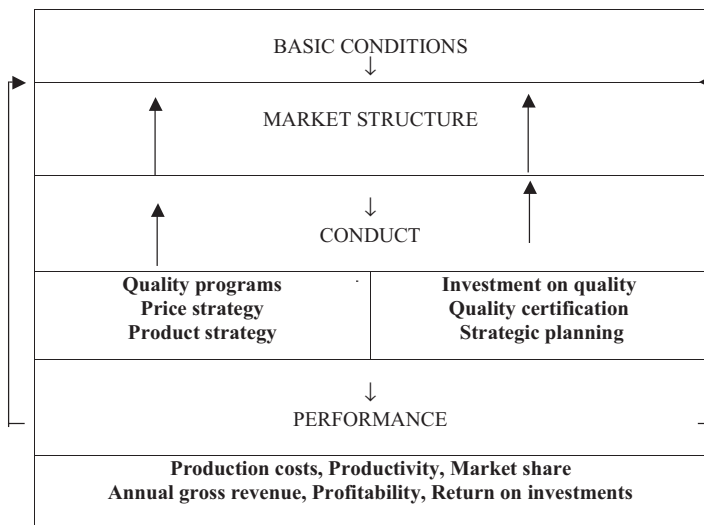 BASIC CONDITIONS
↓
MARKET STRUCTURE
↓
CONDUCT
Quality programs
Price strategy
Product strategy
Investment on quality
Quality certification
Strategic planning
↓
PERFORMANCE
Production costs, Productivity, Market share
Annual gross revenue, Profitability, Return on investments